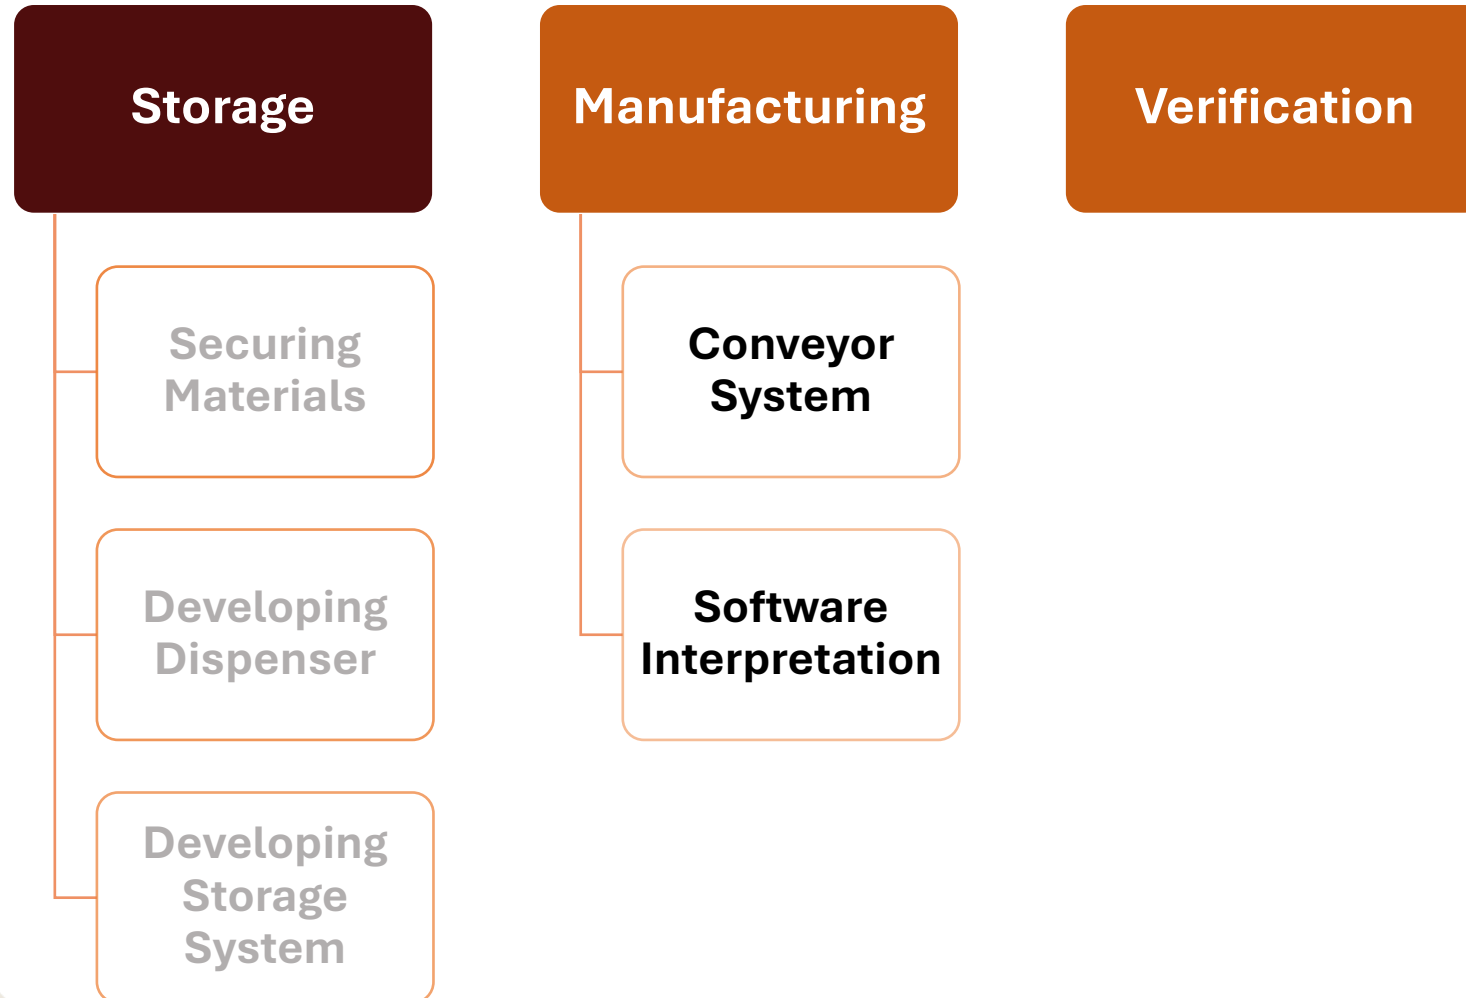 Storage
Securing
Materials
Developing
Dispenser
Developing
Storage
System
Manufacturing
Conveyor
System
Software
Interpretation
Verification